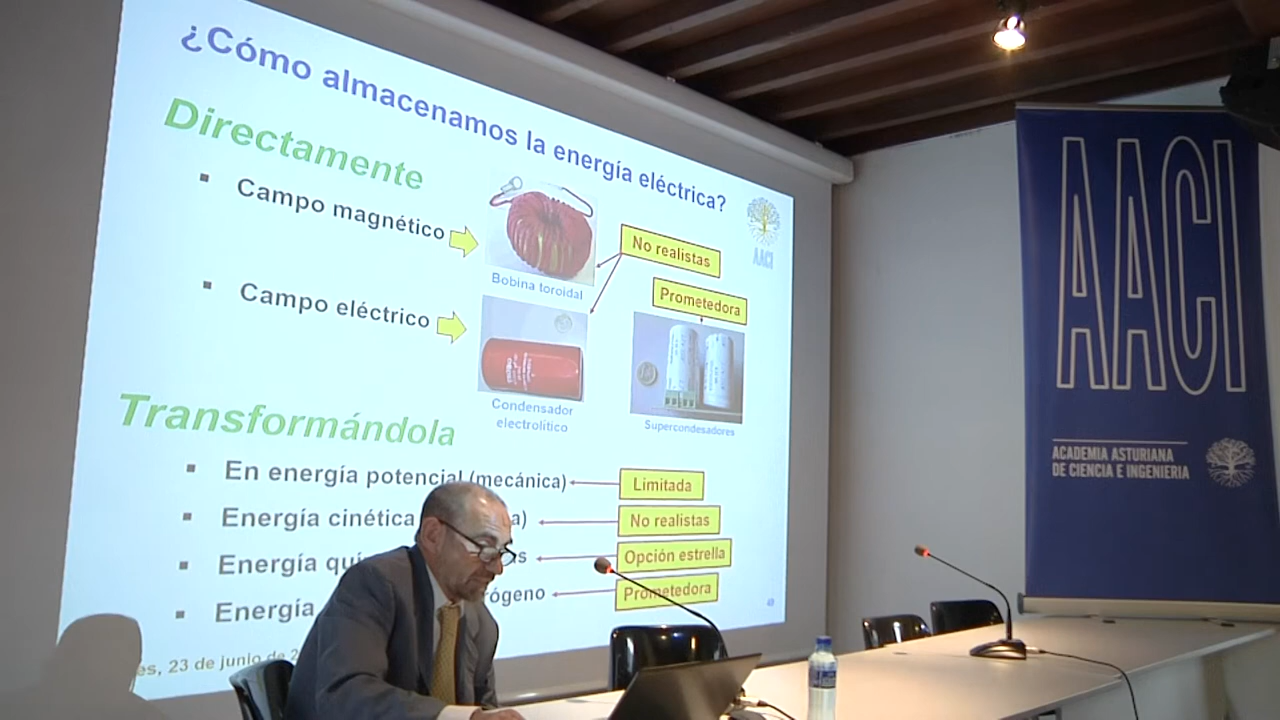 ¿Cómo almacenamos la energía eléctrica?
Directamente
Campo magnético
No realistas
Bobina toroidal
AACI
Campo eléctrico
Prometedora
Condensador
electrolítico
Supercondesadores
Transformándola
En energía potencial (mecánica)
Limitada
Energía cinética
a)
No realistas
Energía
Opción estrella
Energía
Prometedora
23 de junio de
AACI
ACADEMIA ASTURIANA
DE CIENCIA E INGENIERIA